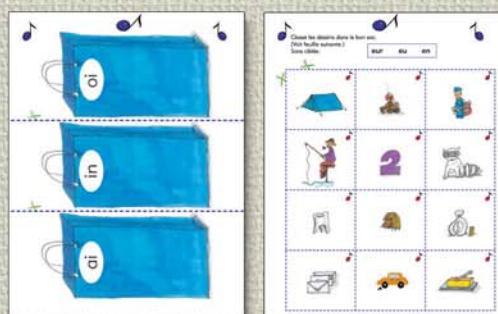 oi
in
ai
Classe les dessins dans le bon sac.
(Voir feuille suivante.)
Sons ciblés:
eur eu en
2